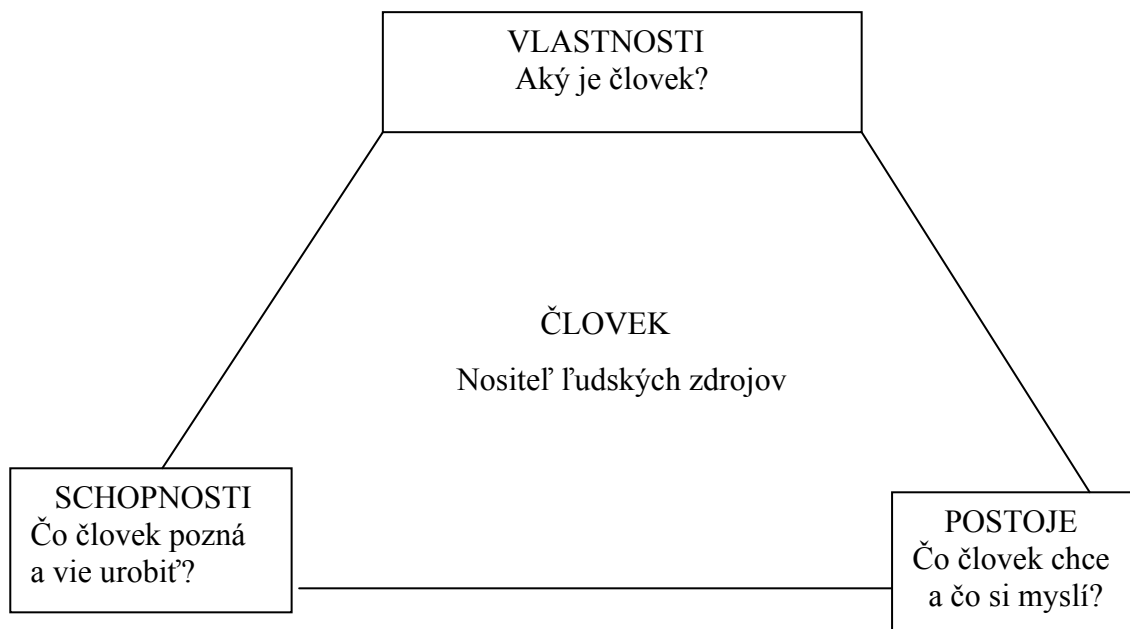 VLASTNOSTI
Aký je človek?
ČLOVEK
Nositeľ ľudských zdrojov
SCHOPNOSTI
Čo človek pozná
a vie urobiť?
POSTOJE
Čo človek chce
a čo si myslí?